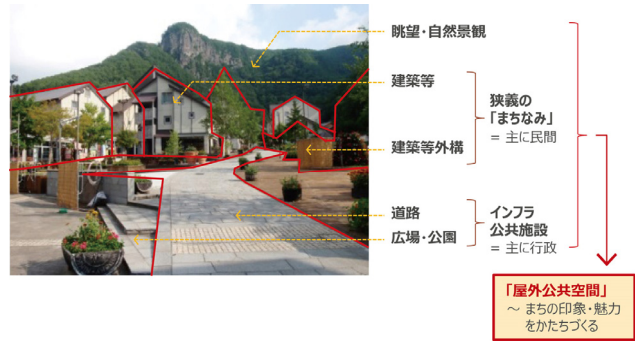 眺望・自然景観
建築等
狭義の
「まちなみ」
= 主に民間
建築等外構
道路
広場・公園
インフラ
公共施設
= 主に行政
「屋外公共空間」
～ まちの印象・魅力
をかたちづくる